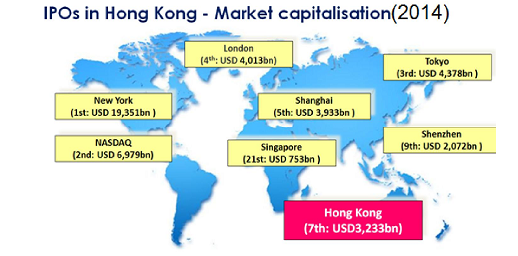 IPOs in Hong Kong - Market capitalisation(2014)
London
(4th: USD 4,013bn)
Tokyo
(3rd: USD 4,378bn )
New York
(1st: USD 19,351bn )
Shanghai
(5th: USD 3,933bn )
NASDAQ
(2nd: USD 6,979bn)
Singapore
(21st: USD 753bn )
Shenzhen
(9th: USD 2,072bn )
Hong Kong
(7th: USD3,233bn)